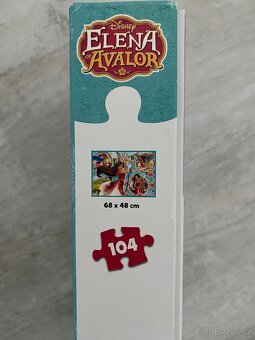 Disney
ELENA
AVALOR
68 x 48 cm
104